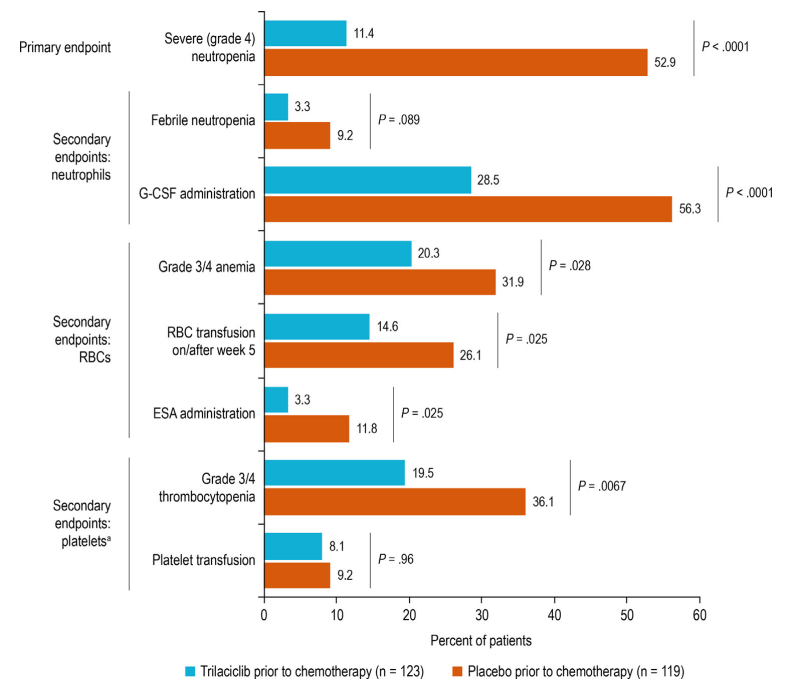 Primary endpoint
Severe (grade 4)
neutropenia
11.4
52.9
P < .0001
Secondary
endpoints:
neutrophils
Febrile neutropenia
3.3
9.2
P = .089
G-CSF administration
28.5
56.3
P < .0001
Secondary
endpoints:
RBCs
Grade 3/4 anemia
20.3
31.9
P = .028
RBC transfusion
on/after week 5
14.6
26.1
P = .025
ESA administration
3.3
11.8
P = .025
Secondary
endpoints:
plateletsᵃ
Grade 3/4
thrombocytopenia
19.5
36.1
P = .0067
Platelet transfusion
8.1
9.2
P = .96
0 10 20 30 40 50 60
Percent of patients
Trilaciclib prior to chemotherapy (n = 123) Placebo prior to chemotherapy (n = 119)